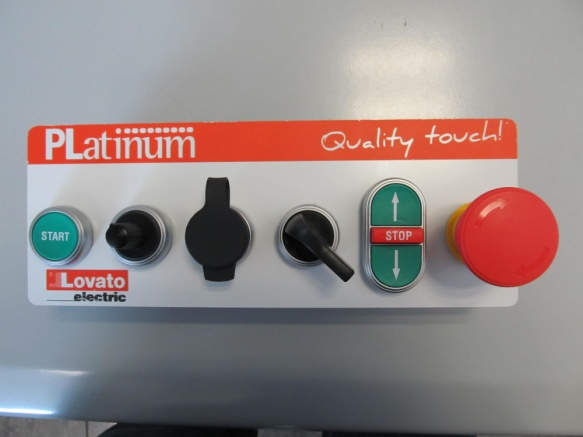 PLatinum
Quality touch!
START
STOP
Lovato
electric